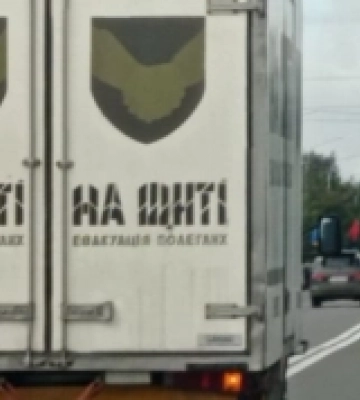 НА ЩИТІ
ЕВАКУАЦІЯ ПОЛЕГЛИХ